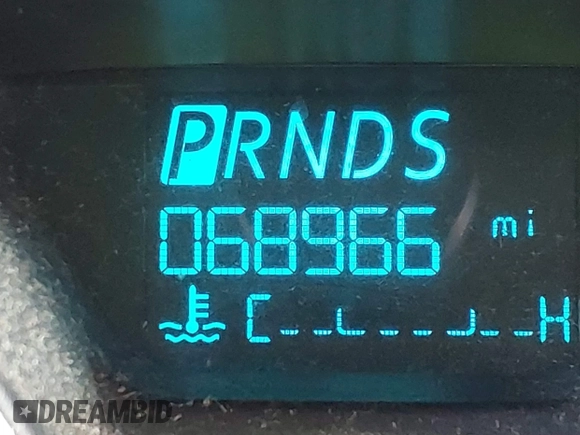 PRNDS
068966 mi
C H
DREAMBID